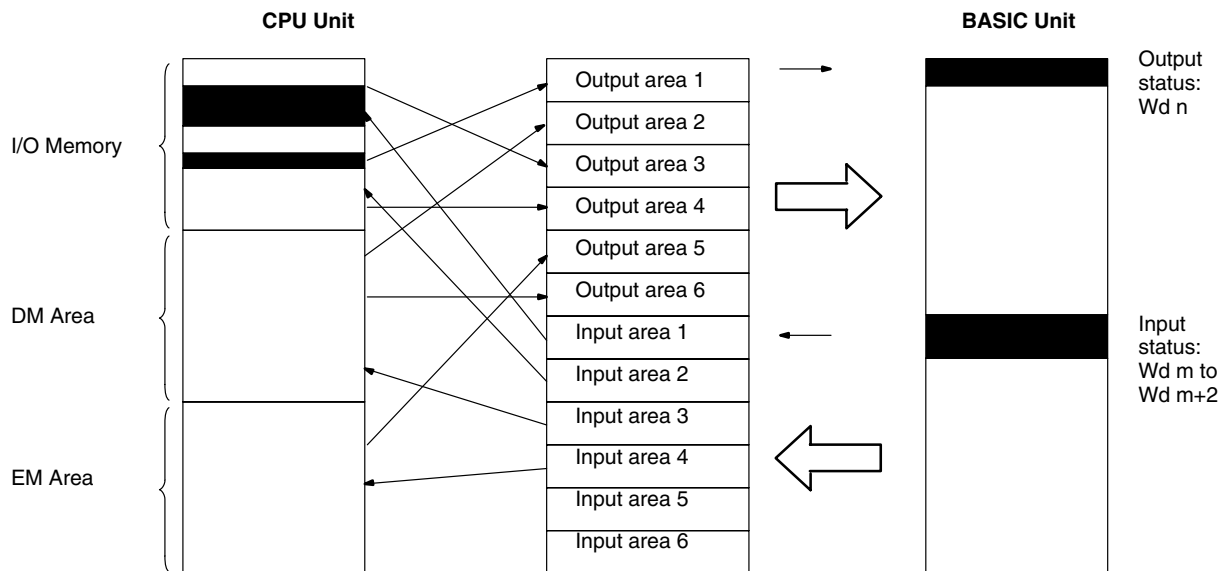 CPU Unit
BASIC Unit
I/O Memory
DM Area
EM Area
Output area 1
Output area 2
Output area 3
Output area 4
Output area 5
Output area 6
Input area 1
Input area 2
Input area 3
Input area 4
Input area 5
Input area 6
Output
status:
Wd n
Input
status:
Wd m to
Wd m+2